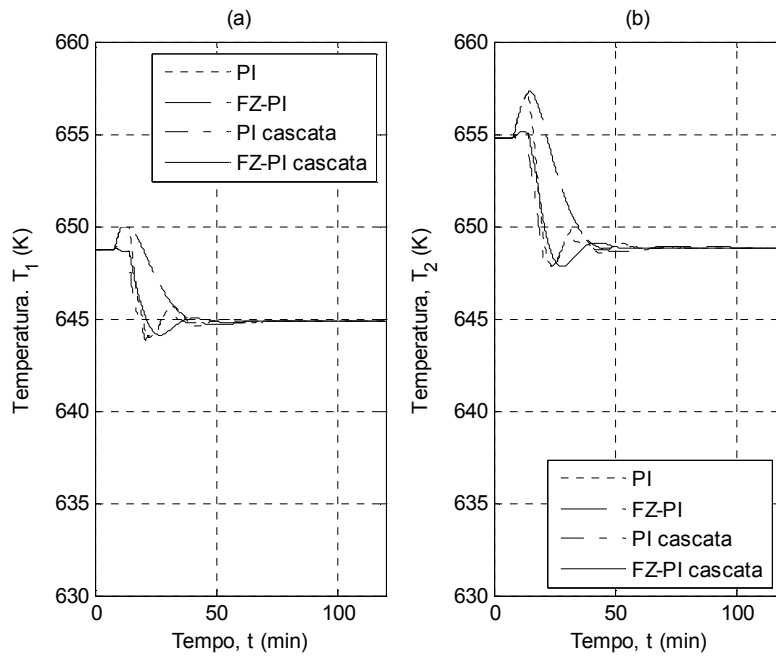 (a)
660
655
650
645
640
635
630
0
50
100
Temperatura. T_1 (K)
Tempo, t (min)
PI
FZ-PI
PI cascata
FZ-PI cascata
(b)
660
655
650
645
640
635
630
0
50
100
Temperatura, T_2 (K)
Tempo, t (min)
PI
FZ-PI
PI cascata
FZ-PI cascata